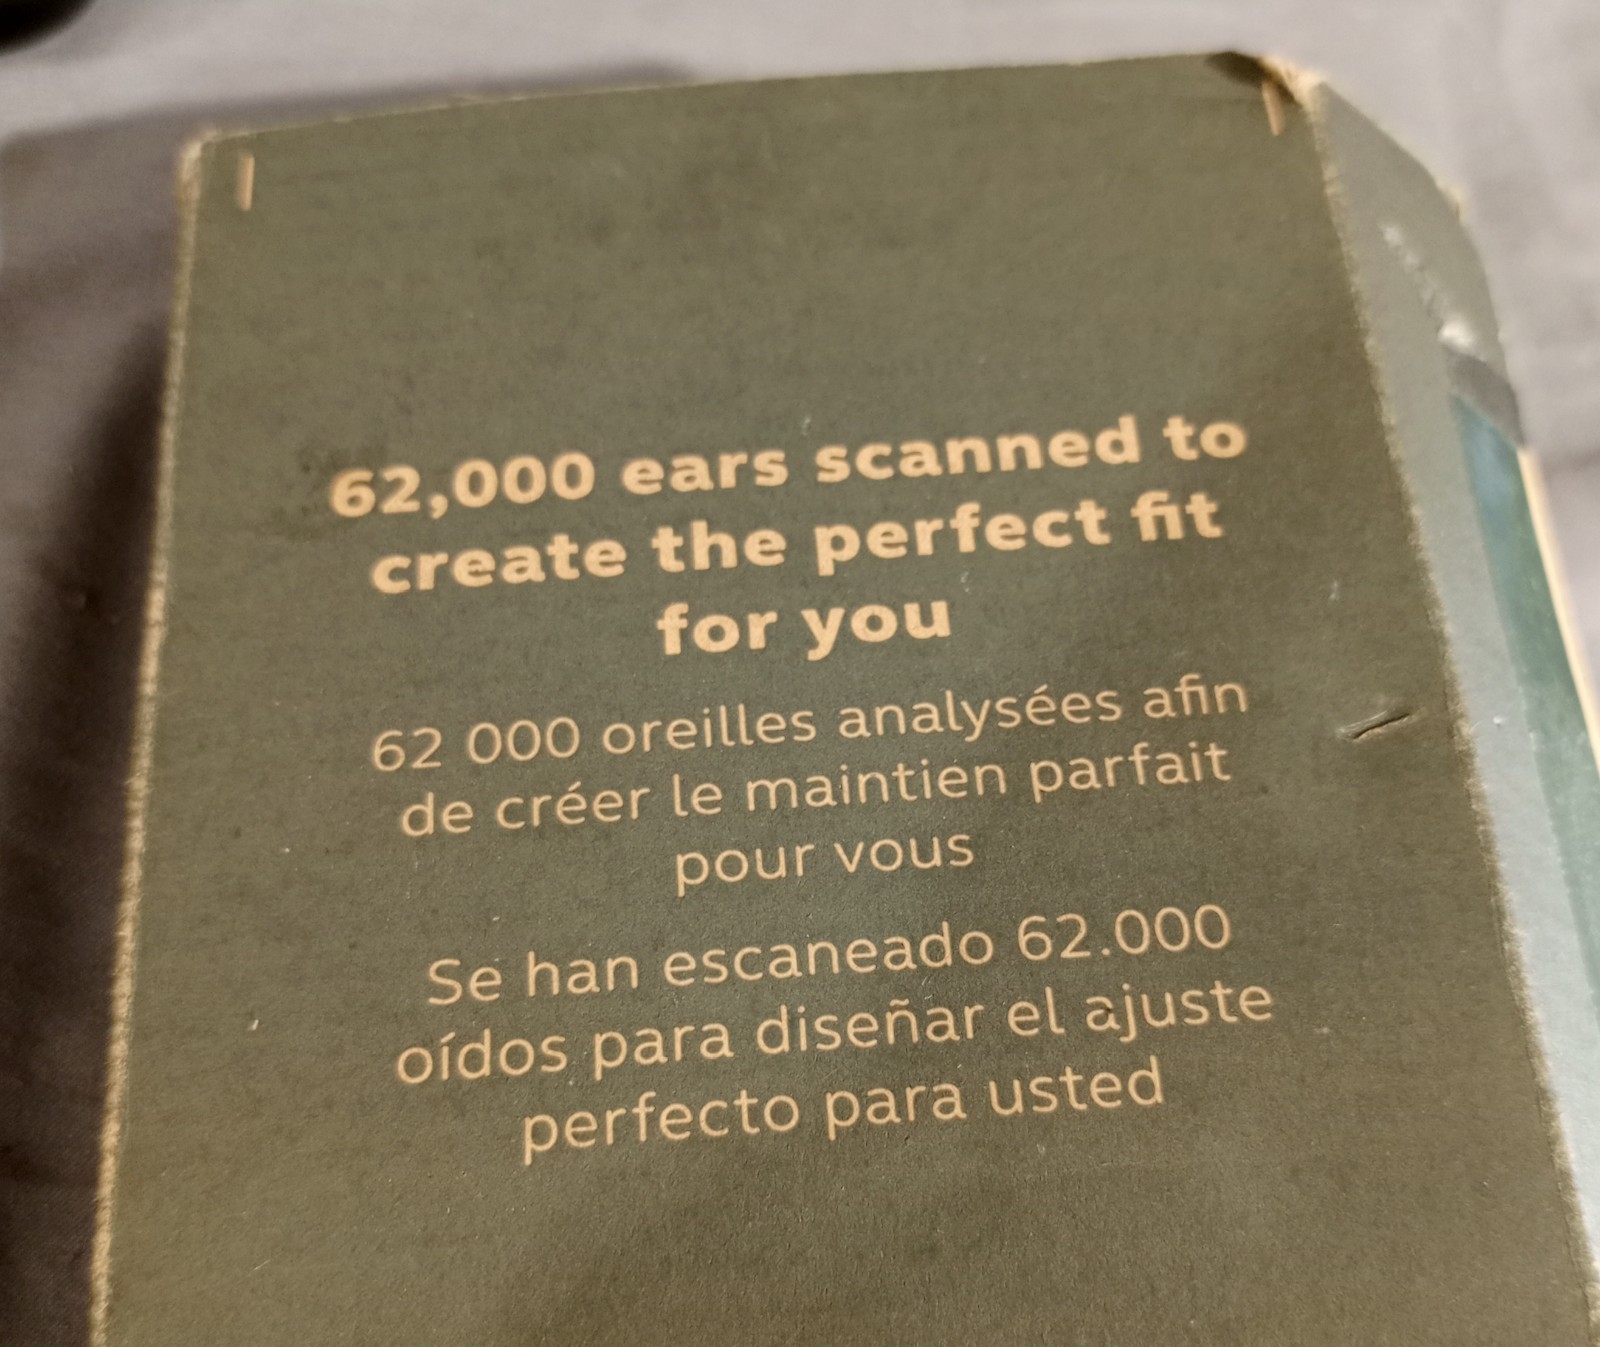 62,000 ears scanned to
create the perfect fit
for you
62 000 oreilles analysées afin
de créer le maintien parfait
pour vous
Se han escaneado 62.000
oídos para diseñar el ajuste
perfecto para usted